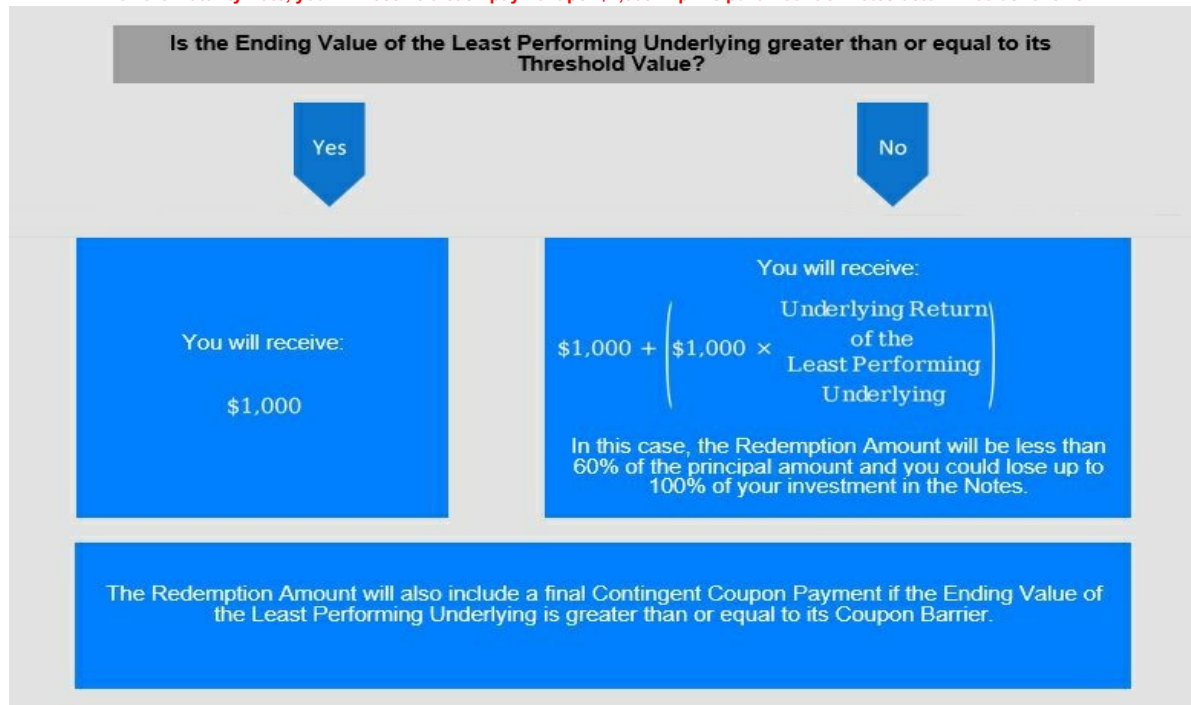 Is the Ending Value of the Least Performing Underlying greater than or equal to its
Threshold Value?
Yes
No
You will receive:
$1,000
You will receive:
$1,000 + ($1,000 × Underlying Return
of the
Least Performing
Underlying)
In this case, the Redemption Amount will be less than
60% of the principal amount and you could lose up to
100% of your investment in the Notes.
The Redemption Amount will also include a final Contingent Coupon Payment if the Ending Value of
the Least Performing Underlying is greater than or equal to its Coupon Barrier.